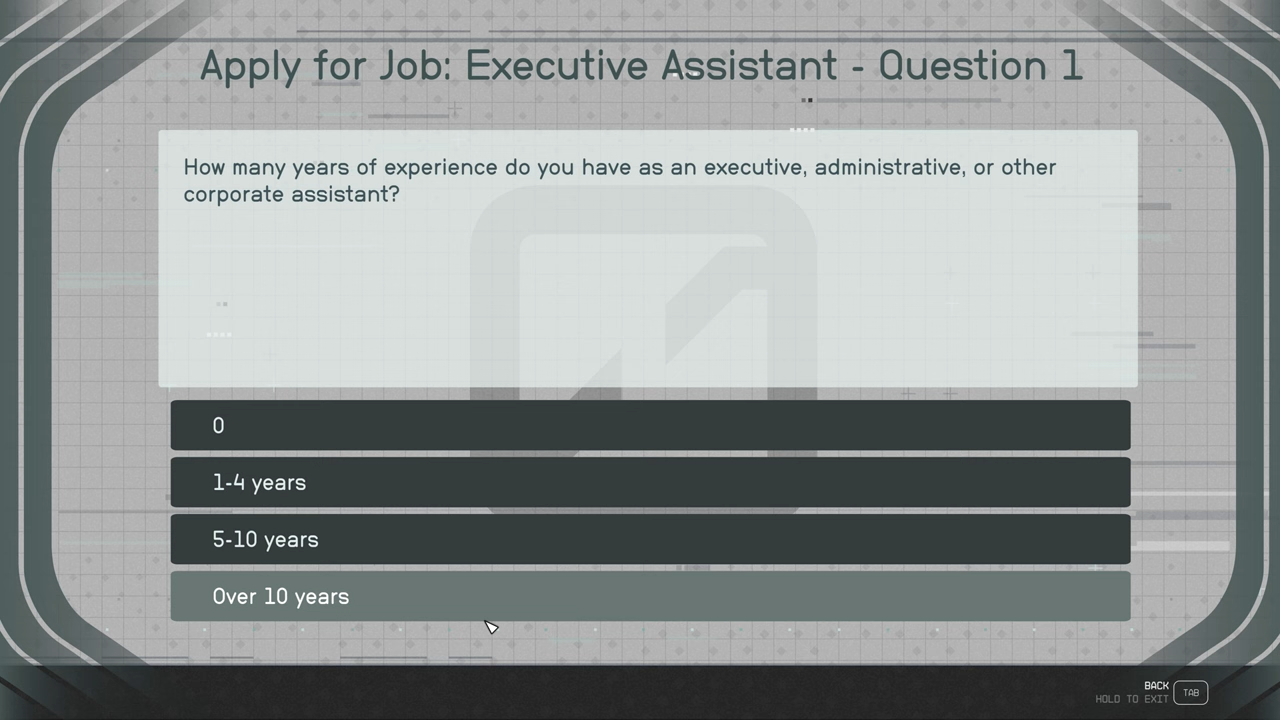 Apply for Job: Executive Assistant - Question 1
How many years of experience do you have as an executive, administrative, or other
corporate assistant?
0
1-4 years
5-10 years
Over 10 years
BACK
HOLD TO EXIT
TAB